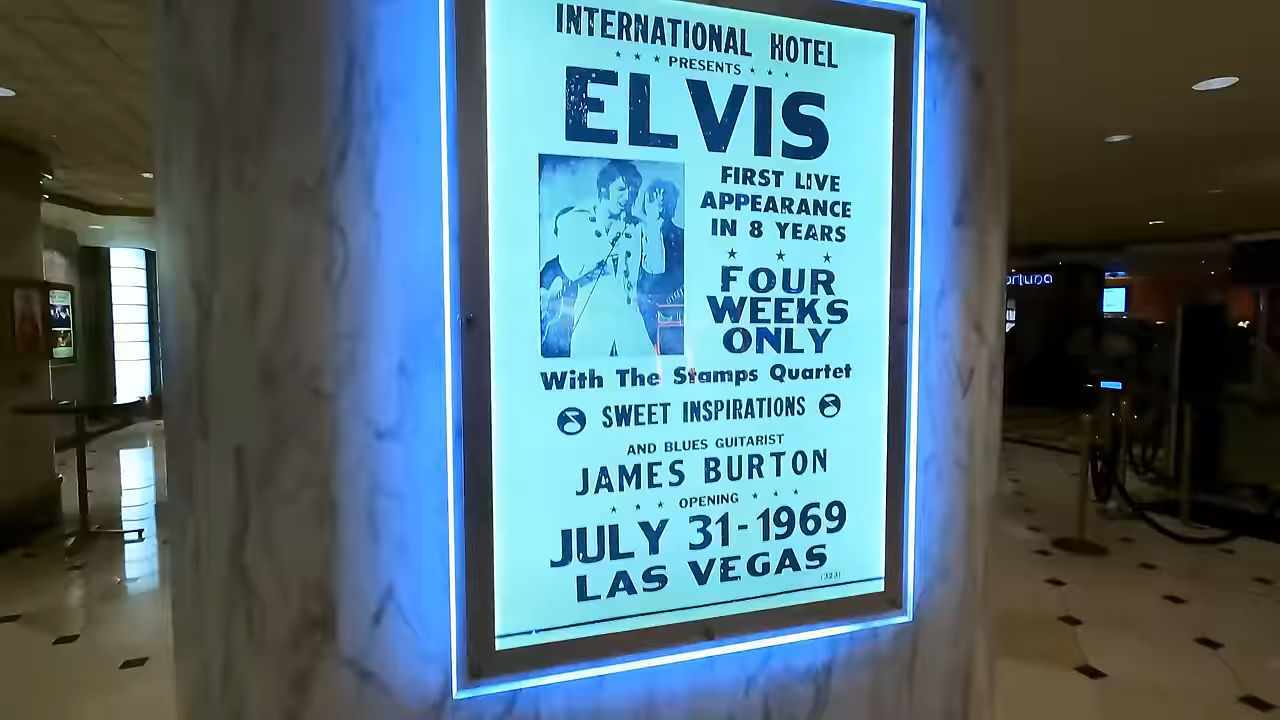 INTERNATIONAL HOTEL
PRESENTS
ELVIS
FIRST LIVE
APPEARANCE
IN 8 YEARS
FOUR
WEEKS
ONLY
With The Stamps Quartet
SWEET INSPIRATIONS
AND BLUES GUITARIST
JAMES BURTON
OPENING
JULY 31-1969
LAS VEGAS
(323)